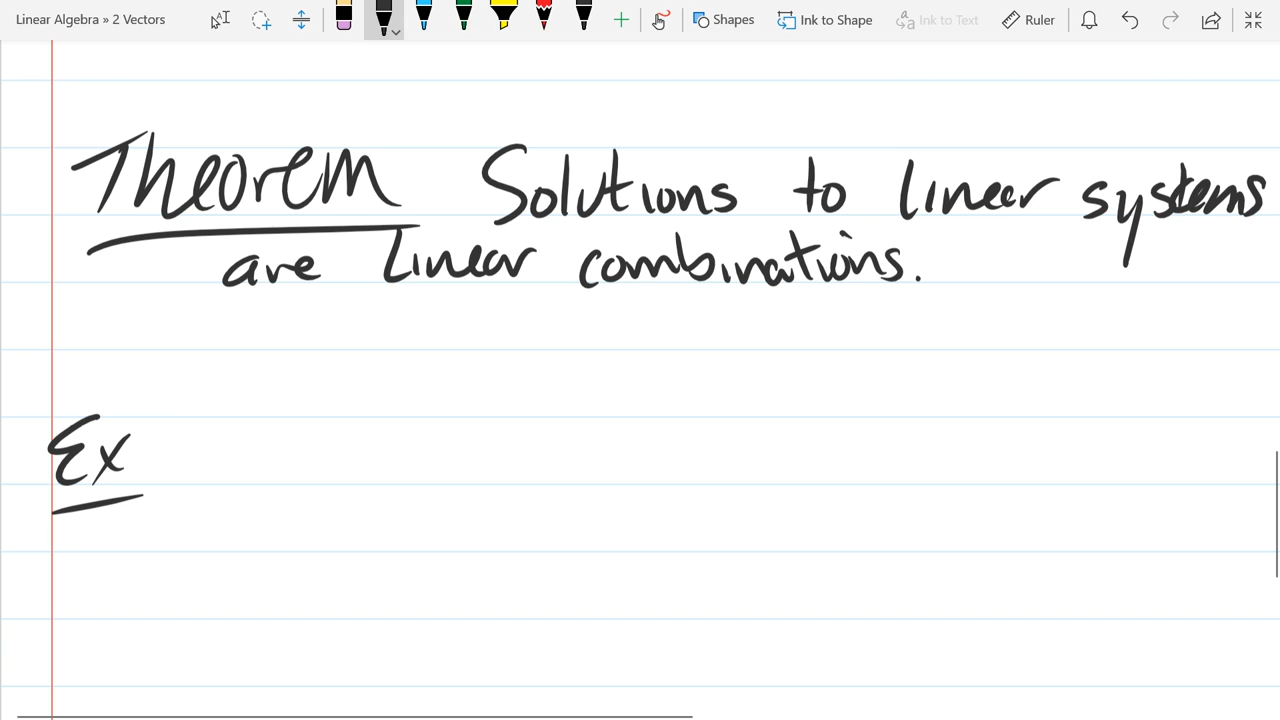 Linear Algebra » 2 Vectors Shapes Ink to Shape Ink to Text Ruler
Theorem Solutions to linear systems
are linear combinations.
Ex